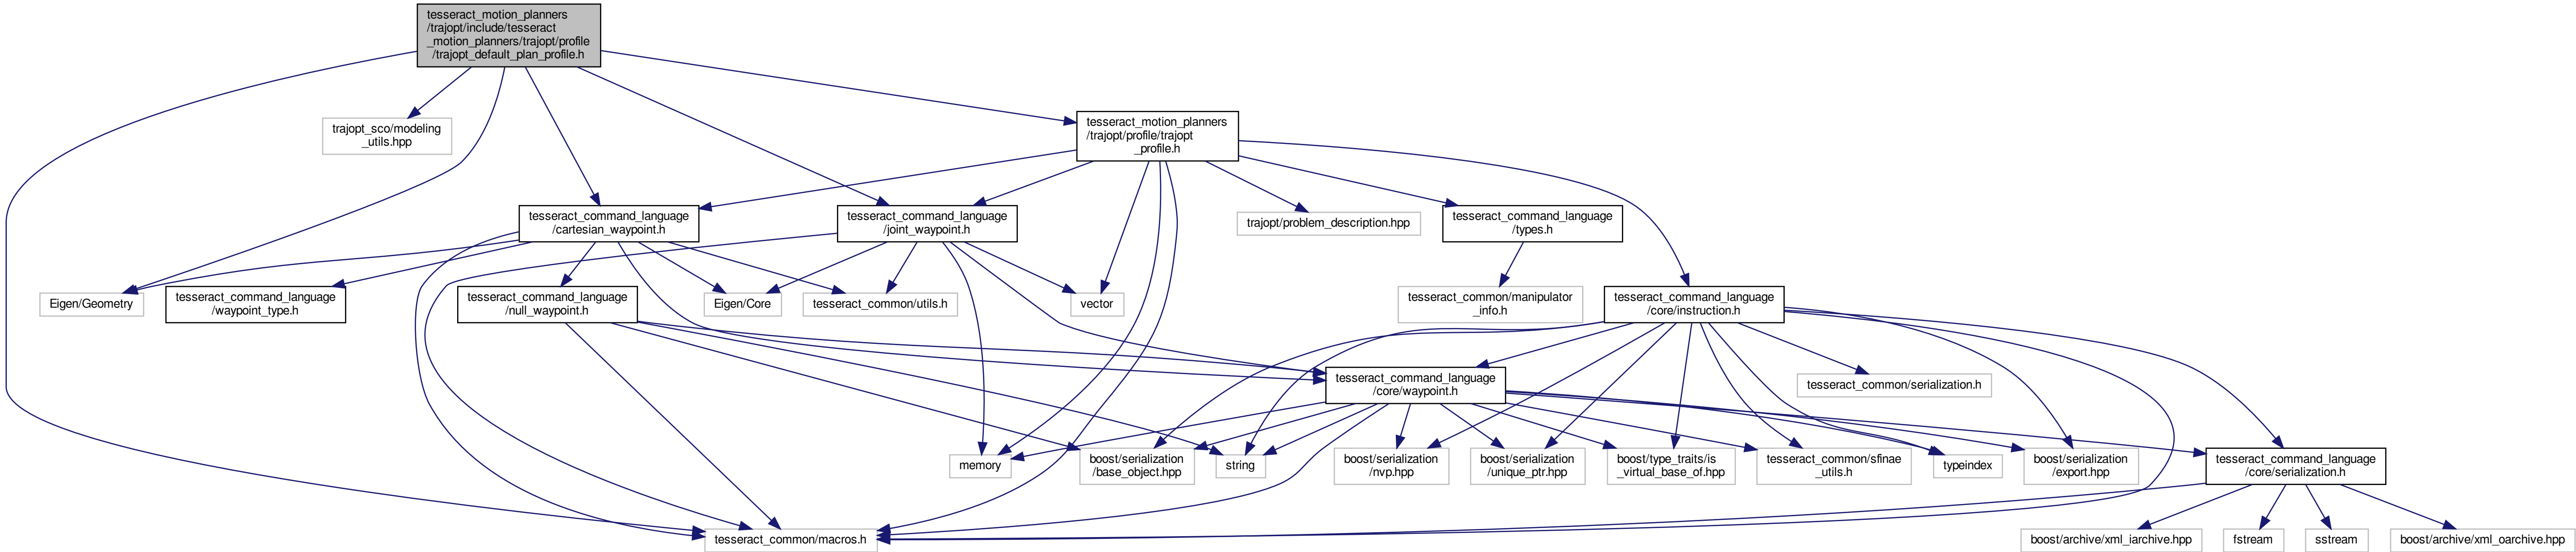 tesseract_motion_planners
/trajopt/include/tesseract
_motion_planners/trajopt/profile
/trajopt_default_plan_profile.h
trajopt_sco/modeling
_utils.hpp
tesseract_motion_planners
/trajopt/profile/trajopt
_profile.h
tesseract_command_language
/cartesian_waypoint.h
tesseract_command_language
/joint_waypoint.h
trajopt/problem_description.hpp
tesseract_command_language
/types.h
Eigen/Geometry
tesseract_command_language
/waypoint_type.h
tesseract_command_language
/null_waypoint.h
Eigen/Core
tesseract_common/utils.h
vector
tesseract_common/manipulator
_info.h
tesseract_command_language
/core/instruction.h
tesseract_command_language
/core/waypoint.h
tesseract_common/serialization.h
memory
boost/serialization
/base_object.hpp
string
boost/serialization
/nvp.hpp
boost/serialization
/unique_ptr.hpp
boost/type_traits/is
_virtual_base_of.hpp
tesseract_common/sfinae
_utils.h
typeindex
boost/serialization
/export.hpp
tesseract_command_language
/core/serialization.h
tesseract_common/macros.h
boost/archive/xml_iarchive.hpp
fstream
sstream
boost/archive/xml_oarchive.hpp